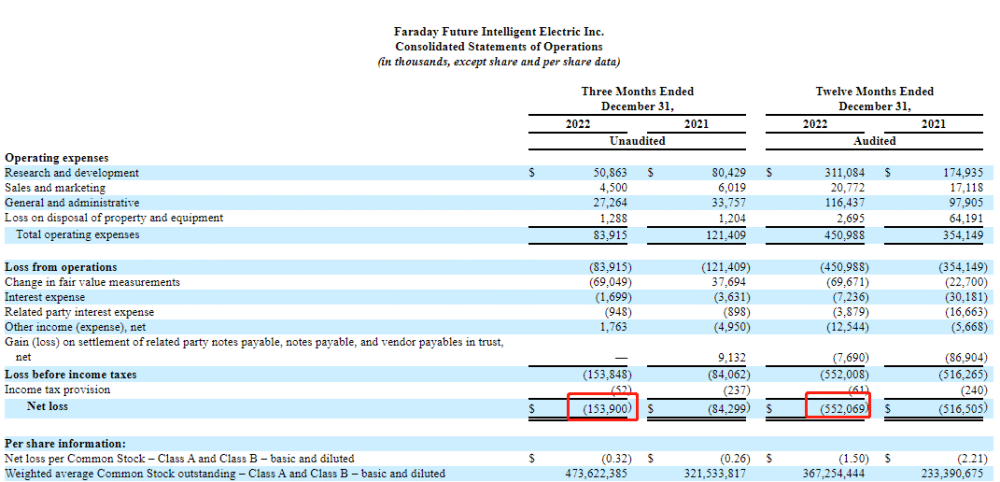 Faraday Future Intelligent Electric Inc.
Consolidated Statements of Operations
(in thousands, except share and per share data)
Three Months Ended December 31, Twelve Months Ended December 31,
2022 2021 2022 2021
Unaudited Audited
Operating expenses
Research and development $ 50,863 $ 80,429 $ 311,084 $ 174,935
Sales and marketing 4,500 6,019 20,772 17,118
General and administrative 27,264 33,757 116,437 97,905
Loss on disposal of property and equipment 1,288 1,204 2,695 64,191
Total operating expenses 83,915 121,409 450,988 354,149
Loss from operations (83,915) (121,409) (450,988) (354,149)
Change in fair value measurements (69,049) 37,694 (69,671) (22,700)
Interest expense (1,699) (3,631) (7,236) (30,181)
Related party interest expense (948) (898) (3,879) (16,663)
Other income (expense), net 1,763 (4,950) (12,544) (5,668)
Gain (loss) on settlement of related party notes payable, notes payable, and vendor payables in trust,
net — 9,132 (7,690) (86,904)
Loss before income taxes (153,848) (84,062) (552,008) (516,265)
Income tax provision (52) (237) (61) (240)
Net loss $ (153,900) $ (84,299) $ (552,069) $ (516,505)
Per share information:
Net loss per Common Stock – Class A and Class B – basic and diluted $ (0.32) $ (0.26) $ (1.50) $ (2.21)
Weighted average Common Stock outstanding – Class A and Class B – basic and diluted 473,622,385 321,533,817 367,254,444 233,390,675